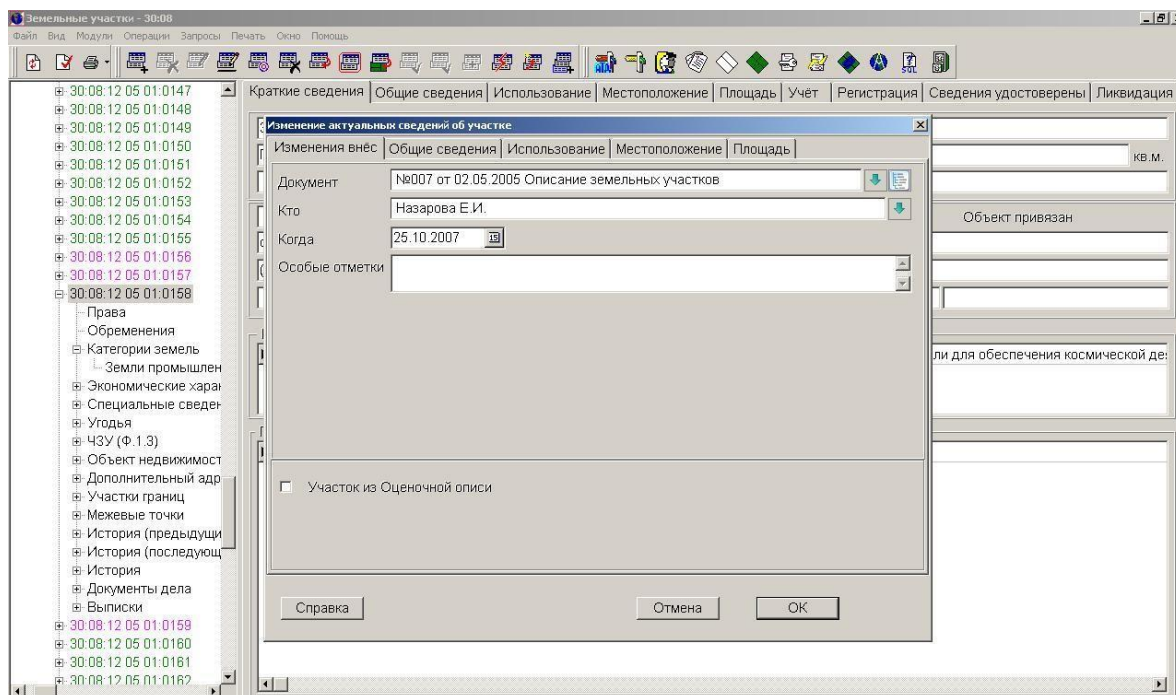 Земельные участки - 30:08
Файл Вид Модули Операции Запросы Печать Окно Помощь
SQL
30:08:12 05 01:0147
30:08:12 05 01:0148
30:08:12 05 01:0149
30:08:12 05 01:0150
30:08:12 05 01:0151
30:08:12 05 01:0152
30:08:12 05 01:0153
30:08:12 05 01:0154
30:08:12 05 01:0155
30:08:12 05 01:0156
30:08:12 05 01:0157
30:08:12 05 01:0158
Права
Обременения
Категории земель
Земли промышлен
Экономические харак
Специальные сведен
Угодья
ЧЗУ (Ф.1.3)
Объект недвижимост
Дополнительный адр
Участки границ
Межевые точки
История (предыдущи
История (последующ
История
Документы дела
Выписки
30:08:12 05 01:0159
30:08:12 05 01:0160
30:08:12 05 01:0161
30:08:12 05 01:0162
Краткие сведения Общие сведения Использование Местоположение Площадь Учёт Регистрация Сведения удостоверены Ликвидация
кв.м.
Объект привязан
ли для обеспечения космической де
Изменение актуальных сведений об участке
Изменения внёс Общие сведения Использование Местоположение Площадь
Документ №007 от 02.05.2005 Описание земельных участков
Кто Назарова Е.И.
Когда 25.10.2007 15
Особые отметки
Участок из Оценочной описи
Справка Отмена OK